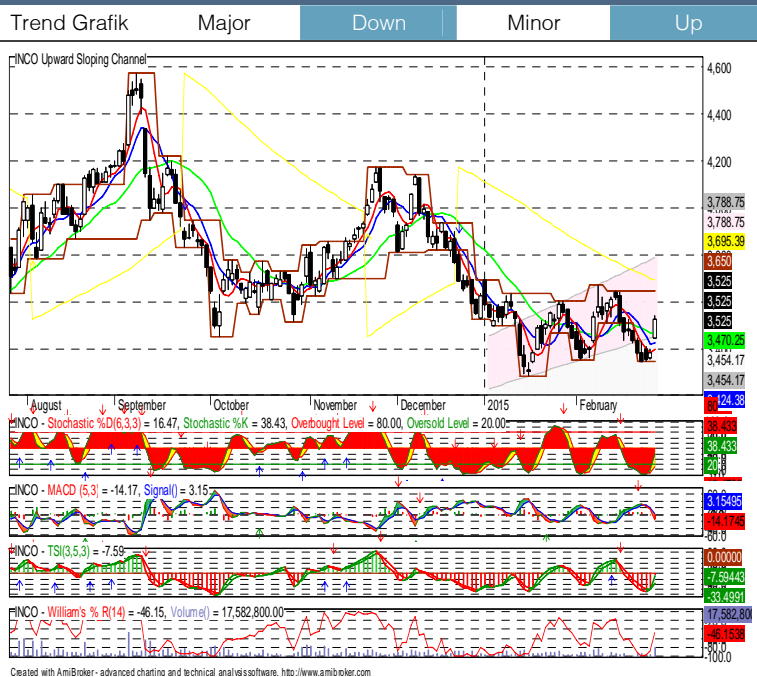 Trend Grafik Major Down Minor Up
INCO Upward Sloping Channel
4,600
4,400
4,200
3,788.75
3,788.75
3,695.39
3,650
3,525
3,525
3,525
3,470.25
3,454.17
3,454.17
August September October November December 2015 February
INCO - Stochastic %D(6,3,3) = 16.47, Stochastic %K = 38.43, Overbought Level = 80.00, Oversold Level = 20.00
38.433
38.433
INCO - MACD (5,3) = -14.17, Signal() = 3.15
3.15495
-14.1745
INCO - TSI(3,5,3) = -7.59
0.00000
-7.59443
-33.4991
INCO - William's % R(14) = -46.15, Volume() = 17,582,800.00
17,582,80
-46.1538
-100.0
Created with AmiBroker - advanced charting and technical analysis software. http://www.amibroker.com